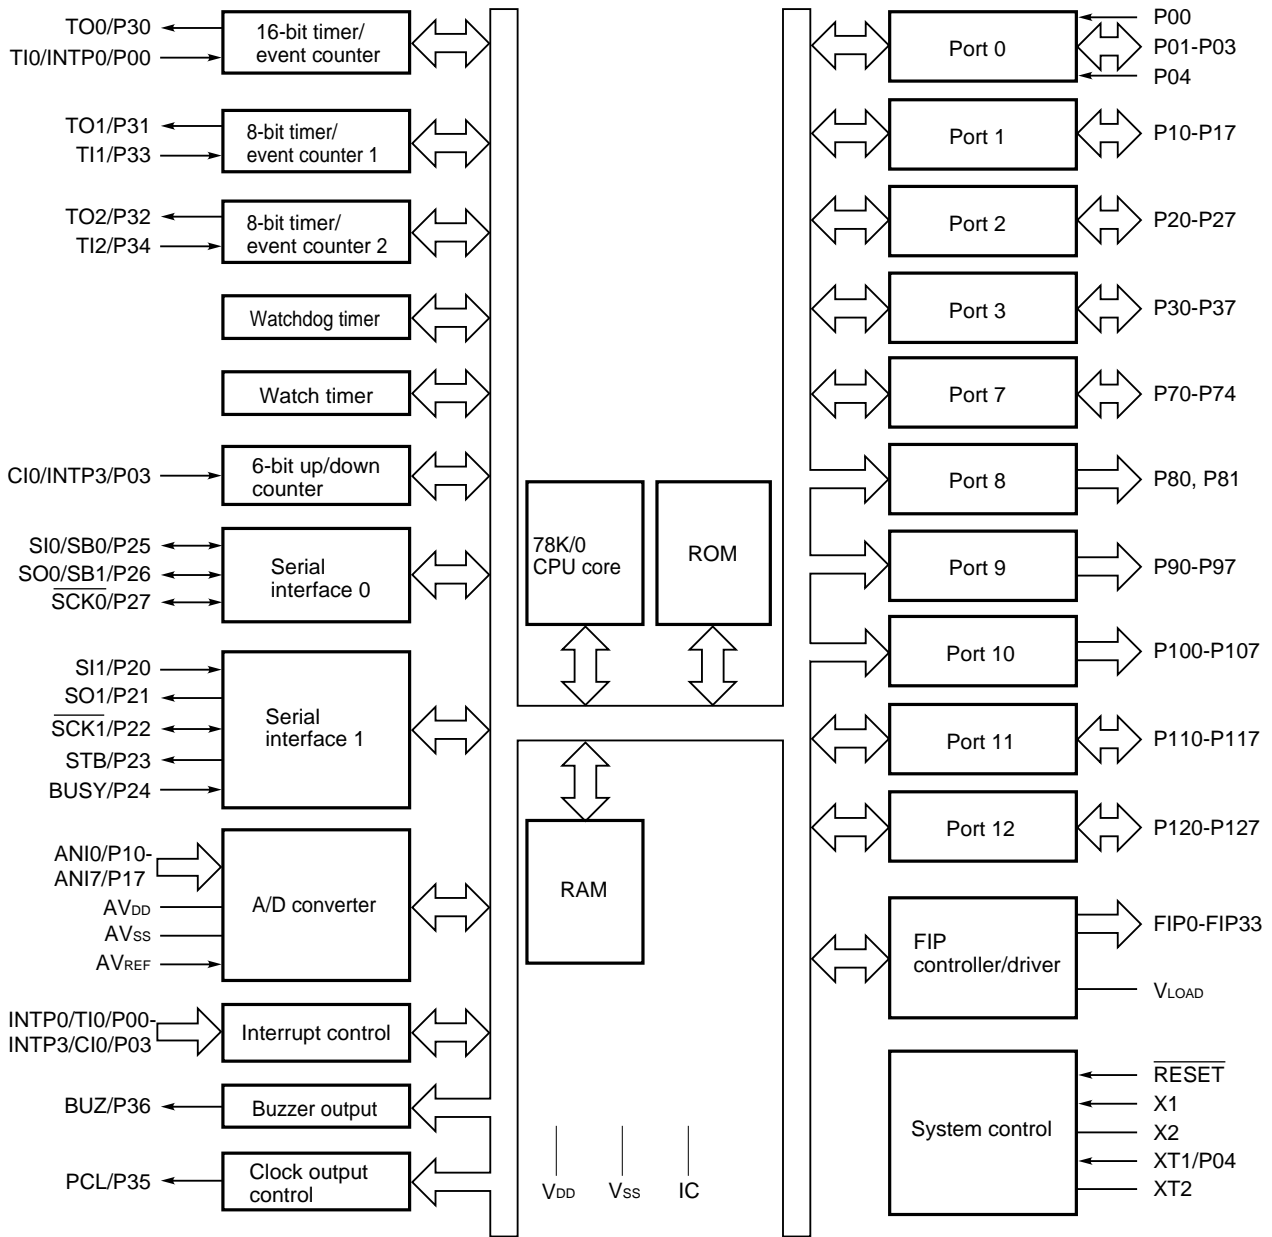 TO0/P30
TI0/INTP0/P00
16-bit timer/
event counter
TO1/P31
TI1/P33
8-bit timer/
event counter 1
TO2/P32
TI2/P34
8-bit timer/
event counter 2
Watchdog timer
Watch timer
CI0/INTP3/P03
6-bit up/down
counter
SI0/SB0/P25
SO0/SB1/P26
SCK0/P27
Serial
interface 0
SI1/P20
SO1/P21
SCK1/P22
STB/P23
BUSY/P24
Serial
interface 1
ANI0/P10-
ANI7/P17
AVDD
AVSS
AVREF
A/D converter
INTP0/TI0/P00-
INTP3/CI0/P03
Interrupt control
BUZ/P36
Buzzer output
PCL/P35
Clock output
control
78K/0
CPU core
ROM
RAM
VDD
VSS
IC
Port 0
P00
P01-P03
P04
Port 1
P10-P17
Port 2
P20-P27
Port 3
P30-P37
Port 7
P70-P74
Port 8
P80, P81
Port 9
P90-P97
Port 10
P100-P107
Port 11
P110-P117
Port 12
P120-P127
FIP
controller/driver
FIP0-FIP33
VLOAD
System control
RESET
X1
X2
XT1/P04
XT2